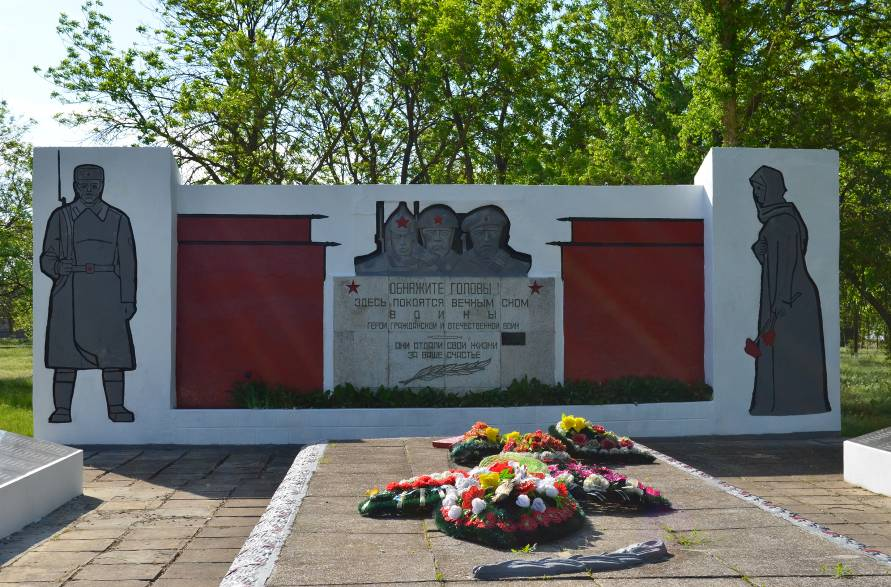 ОБНАЖИТЕ ГОЛОВЫ!
ЗДЕСЬ ПОКОЯТСЯ ВЕЧНЫМ СНОМ
ВОИНЫ
ГЕРОИ ГРАЖДАНСКОЙ И ОТЕЧЕСТВЕННОЙ ВОЙН
ОНИ ОТДАЛИ СВОИ ЖИЗНИ
ЗА ВАШЕ СЧАСТЬЕ